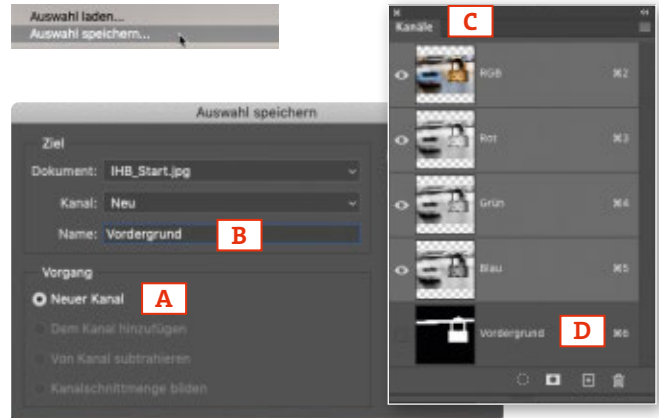 Auswahl laden...
Auswahl speichern...
Auswahl speichern
Ziel
Dokument: IHB_Start.jpg
Kanal: Neu
Name: Vordergrund B
Vorgang
Neuer Kanal A
Dem Kanal hinzufügen
Von Kanal subtrahieren
Kanalschnittmenge bilden
Kanäle C
RGB ⌘2
Rot ⌘3
Grün ⌘4
Blau ⌘5
Vordergrund D ⌘6